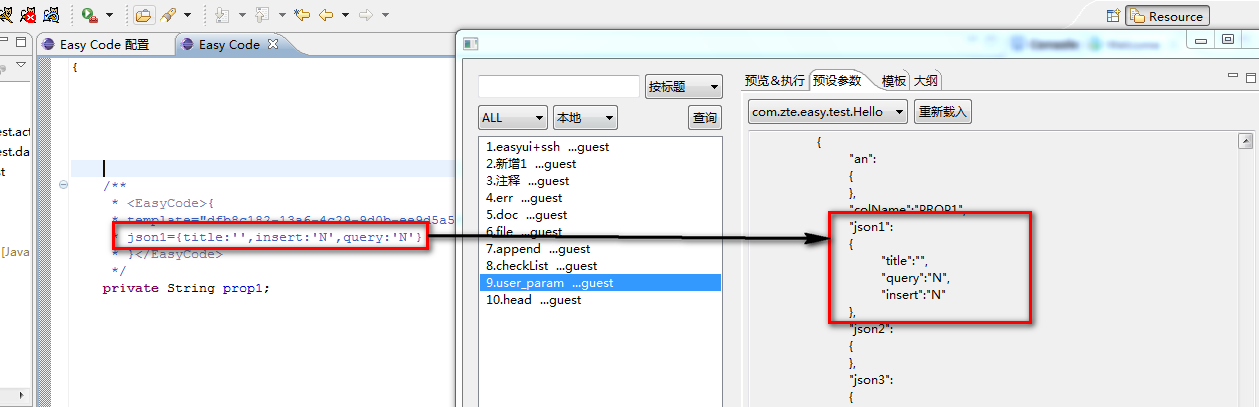 Resource
Easy Code 配置
Easy Code
{
/**
* <EasyCode>{
* template="dfb8c182-13a6-4c29-9d0b-ee9d5a5
json1={title:'',insert:'N',query:'N'}
* }</EasyCode>
*/
private String prop1;
est.act
est.da
st
[Java
按标题
ALL
本地
查询
1.easyui+ssh ...guest
2.新增1 ...guest
3.注释 ...guest
4.err ...guest
5.doc ...guest
6.file ...guest
7.append ...guest
8.checkList ...guest
9.user_param ...guest
10.head ...guest
预览&执行
预设参数
模板
大纲
com.zte.easy.test.Hello
重新载入
{
"an":
{
},
"colName":"PROP1",
"json1":
{
"title":"",
"query":"N",
"insert":"N"
},
"json2":
{
},
"json3":
{